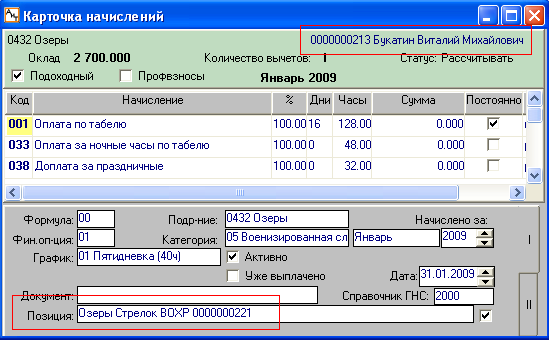 Карточка начислений
0432 Озеры 0000000213 Букатин Виталий Михайлович
Оклад 2 700.000 Количество вычетов: 1 Статус: Рассчитывать
Подоходный Профвзносы Январь 2009
Код Начисление % Дни Часы Сумма Постоянно
001 Оплата по табелю 100.00 16 128.00 0.000
033 Оплата за ночные часы по табелю 100.00 0 48.00 0.000
038 Доплата за праздничные 100.00 0 32.00 0.000
Формула: 00 Подр-ние: 0432 Озеры Начислено за:
Фин.оп-ция: 01 Категория: 05 Военизированная сл Январь 2009
График: 01 Пятидневка (40ч) Активно
Уже выплачено Дата: 31.01.2009
Документ: Справочник ГНС: 2000
Позиция: Озеры Стрелок ВОХР 0000000221
I
II